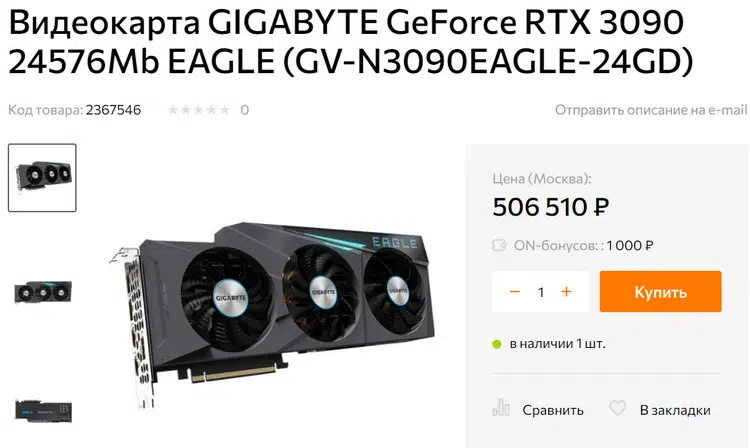 Видеокарта GIGABYTE GeForce RTX 3090
24576Mb EAGLE (GV-N3090EAGLE-24GD)
Код товара: 2367546
0
Отправить описание на e-mail
Цена (Москва):
506 510 ₽
ON-бонусов: : 1 000 ₽
− 1 +
Купить
в наличии 1 шт.
Сравнить
В закладки
EAGLE
GIGABYTE
GIGABYTE
GIGABYTE